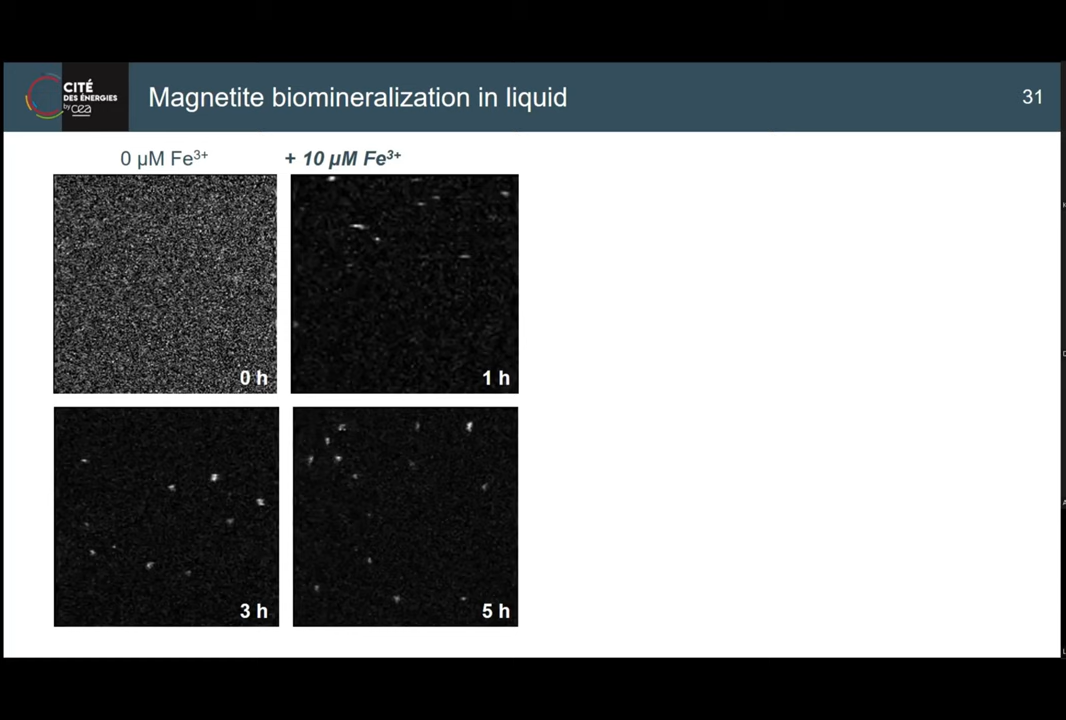 CITÉ
DES ÉNERGIES
by cea
Magnetite biomineralization in liquid
31
0 µM Fe³⁺
+ 10 µM Fe³⁺
0 h
1 h
3 h
5 h